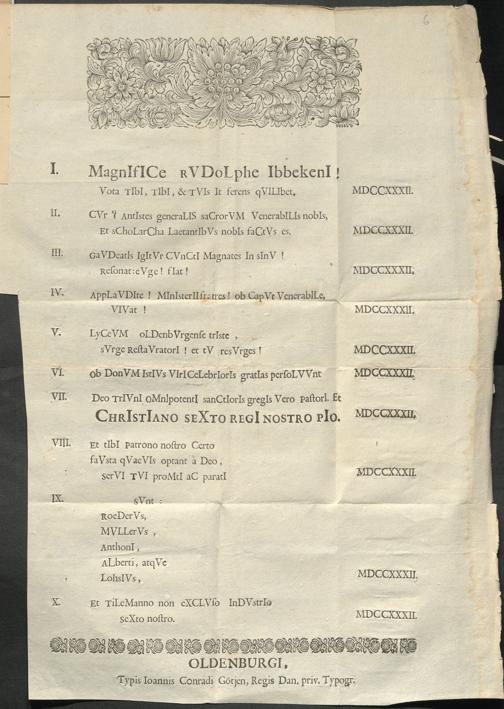 6
I. MagnIfICe RVDoLphe IbbekenI !
Vota TIbI, TIbI, & TVIs It ferens qVILIbet, MDCCXXXII.
II. CVr ? AntIstes generaLIS saCrorVM VenerabILIs nobIs,
Et sChoLarCha LaetantIbVs nobIs faCtVs es. MDCCXXXII.
III. GaVDeatIs IgItVr CVnCtI Magnates In sInV !
Resonat: eVge ! fIat ! MDCCXXXII.
IV. AppLaVDIte ! MInIsterII fratres ! ob CapVt VenerabILe,
VIVat ! MDCCXXXII.
V. LyCeVM oLDenbVrgense trIste ,
sVrge RestaVratorI ! et tV resVrges ! MDCCXXXII.
VI. Ob DonVM IstIVs VIrICeLebrIorIs gratIas persoLVVnt MDCCXXXII.
VII. Deo TrIVnI OMnIpotentI sanCtIorIs gregIs Vero PastorI. Et
CHRIStIANO SEXTO REGI NOSTRO PIO. MDCCXXXII.
VIII. Et tIbI Patrono nostro Certo
faVsta qVaeVIs optant à Deo,
serVI TVI proMtI aC paratI MDCCXXXII.
IX. sVnt :
RoeDerVs,
MVLLerVs ,
AnthonI,
ALberti, atqVe
LohsIVs, MDCCXXXII.
X. Et TiLeManno non eXCLVso InDVstrIo
seXto nostro. MDCCXXXII.
OLDENBURGI,
Typis Ioannis Conradi Götjen, Regis Dan. priv. Typogr.